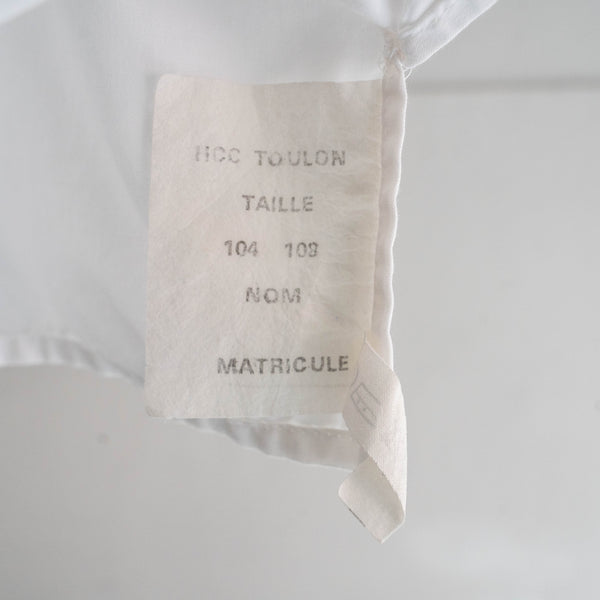 HCC TOULON
TAILLE
104 108
NOM
MATRICULE